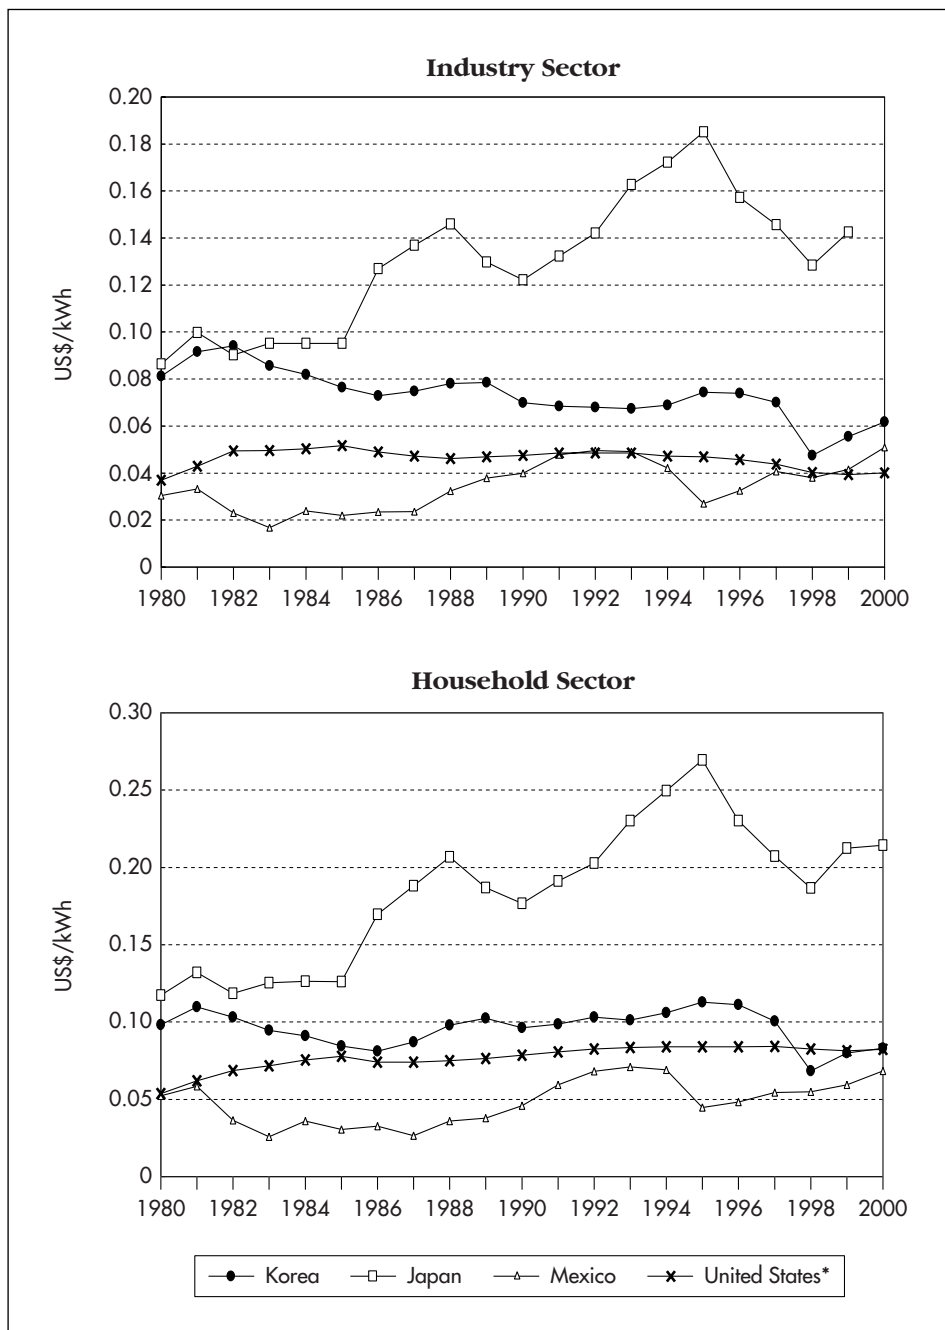 Industry Sector
0.20
0.18
0.16
0.14
0.12
0.10
0.08
0.06
0.04
0.02
0
US$/kWh
1980 1982 1984 1986 1988 1990 1992 1994 1996 1998 2000
Household Sector
0.30
0.25
0.20
0.15
0.10
0.05
0
US$/kWh
1980 1982 1984 1986 1988 1990 1992 1994 1996 1998 2000
Korea Japan Mexico United States*